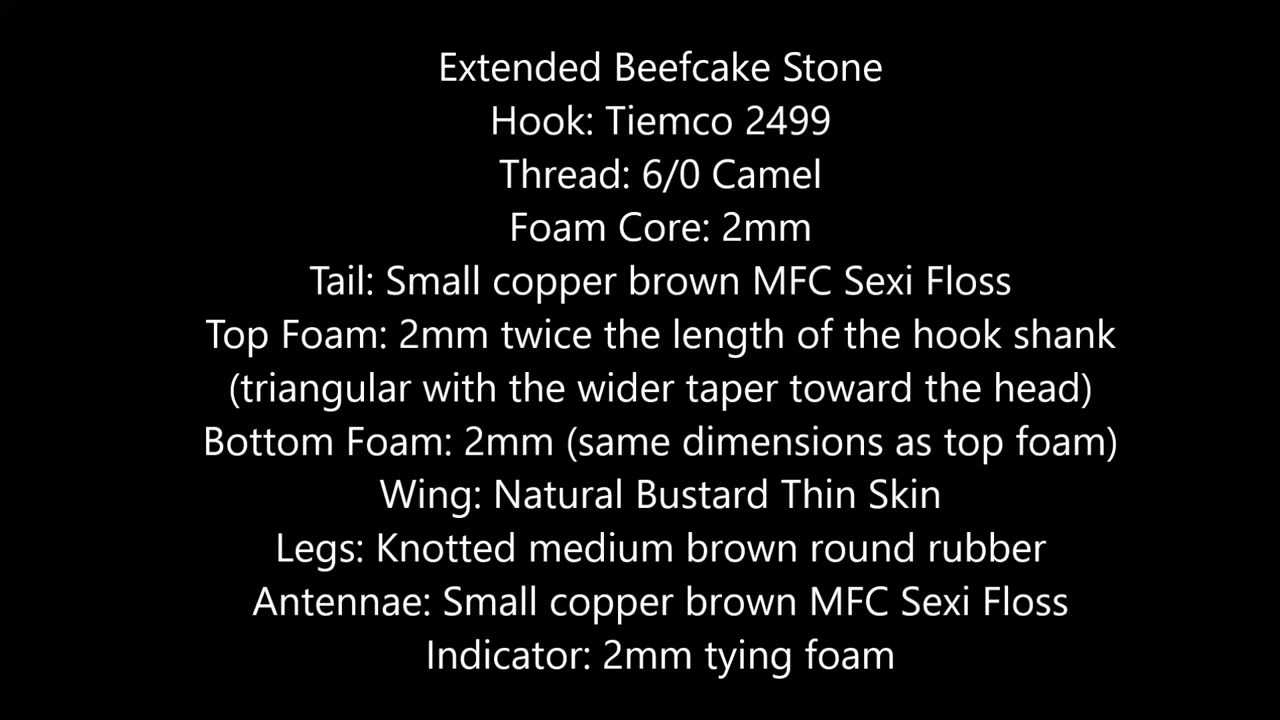 Extended Beefcake Stone
Hook: Tiemco 2499
Thread: 6/0 Camel
Foam Core: 2mm
Tail: Small copper brown MFC Sexi Floss
Top Foam: 2mm twice the length of the hook shank
(triangular with the wider taper toward the head)
Bottom Foam: 2mm (same dimensions as top foam)
Wing: Natural Bustard Thin Skin
Legs: Knotted medium brown round rubber
Antennae: Small copper brown MFC Sexi Floss
Indicator: 2mm tying foam